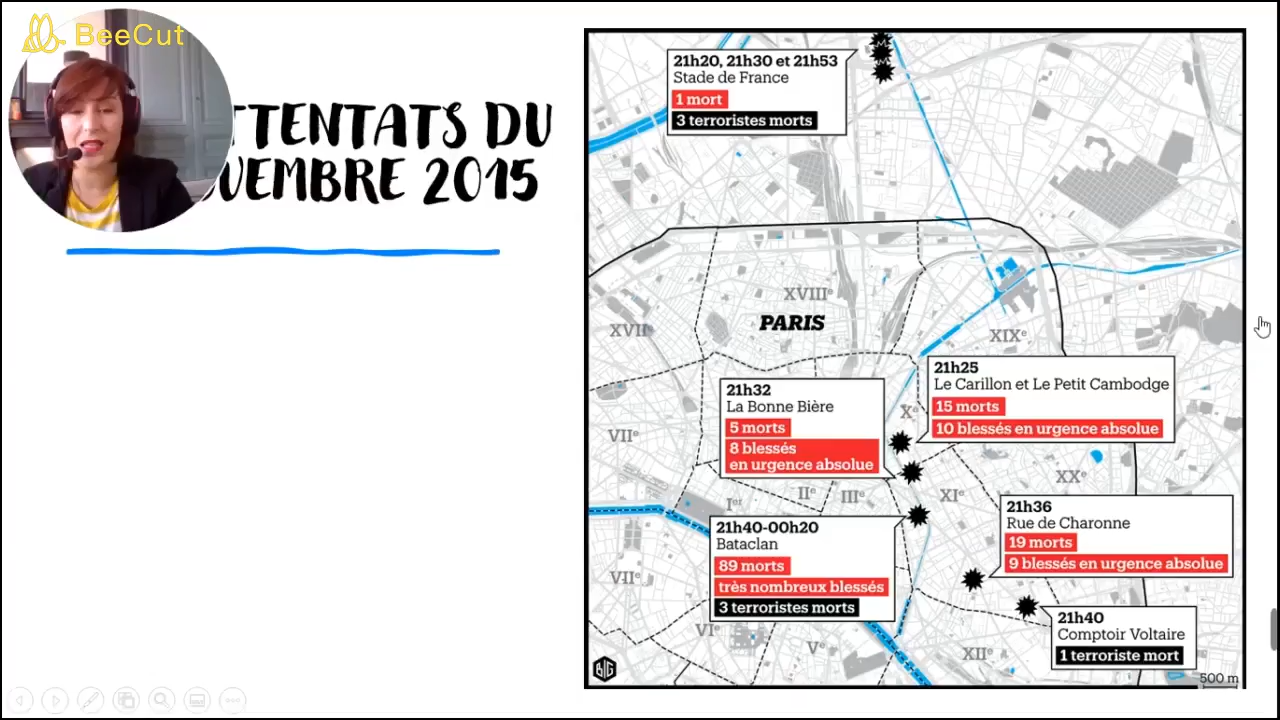 BeeCut
TTENTATS DU
VEMBRE 2015
21h20, 21h30 et 21h53
Stade de France
1 mort
3 terroristes morts
XVIIIe
PARIS
XVIIe
XIXe
21h25
Le Carillon et Le Petit Cambodge
15 morts
10 blessés en urgence absolue
21h32
La Bonne Bière
5 morts
8 blessés
en urgence absolue
Xe
VIIe
XXe
XIe
IIe
IIIe
Ier
21h36
Rue de Charonne
19 morts
9 blessés en urgence absolue
21h40-00h20
Bataclan
89 morts
très nombreux blessés
3 terroristes morts
VIIe
21h40
Comptoir Voltaire
1 terroriste mort
VIe
Ve
XIIe
500 m